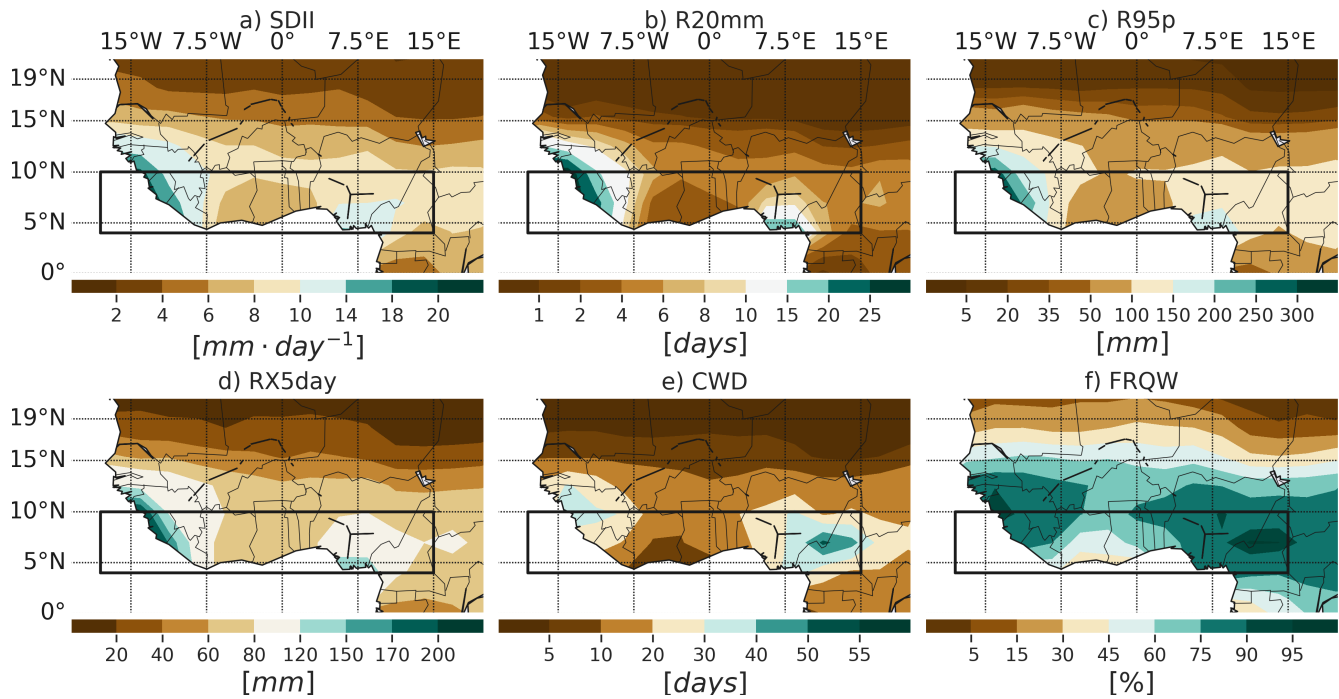 a) SDII
b) R20mm
c) R95p
15°W 7.5°W 0° 7.5°E 15°E
15°W 7.5°W 0° 7.5°E 15°E
15°W 7.5°W 0° 7.5°E 15°E
19°N
15°N
10°N
5°N
0°
2 4 6 8 10 14 18 20
1 2 4 6 8 10 15 20 25
5 20 35 50 100 150 200 250 300
[mm · day⁻¹]
[days]
[mm]
d) RX5day
e) CWD
f) FRQW
19°N
15°N
10°N
5°N
0°
20 40 60 80 120 150 170 200
5 10 20 30 40 50 55
5 15 30 45 60 75 90 95
[mm]
[days]
[%]